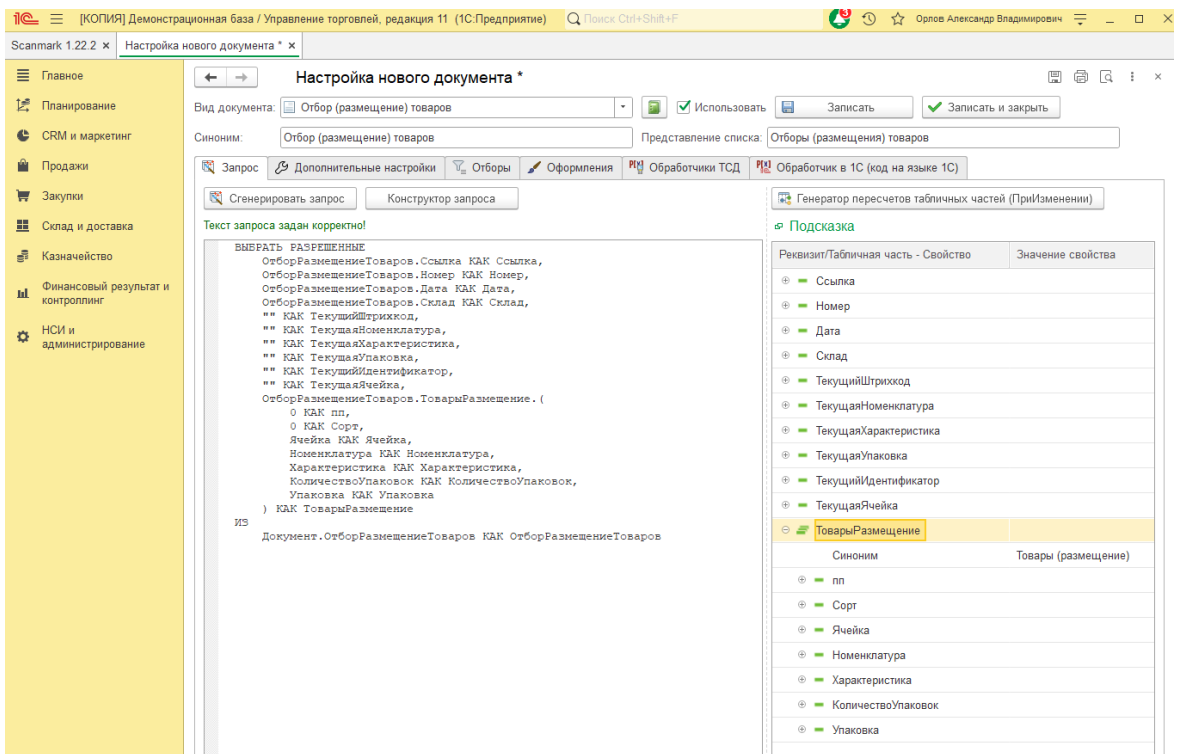 1С [КОПИЯ] Демонстрационная база / Управление торговлей, редакция 11 (1С:Предприятие) Поиск Ctrl+Shift+F 3 Орлов Александр Владимирович
Scanmark 1.22.2 × Настройка нового документа * ×
Главное
Планирование
CRM и маркетинг
Продажи
Закупки
Склад и доставка
Казначейство
Финансовый результат и
контроллинг
НСИ и
администрирование
Настройка нового документа *
Вид документа: Отбор (размещение) товаров Использовать Записать Записать и закрыть
Синоним: Отбор (размещение) товаров Представление списка: Отборы (размещения) товаров
Запрос Дополнительные настройки Отборы Оформления Обработчики ТСД Обработчик в 1С (код на языке 1С)
Сгенерировать запрос Конструктор запроса
Текст запроса задан корректно!
ВЫБРАТЬ РАЗРЕШЕННЫЕ
ОтборРазмещениеТоваров.Ссылка КАК Ссылка,
ОтборРазмещениеТоваров.Номер КАК Номер,
ОтборРазмещениеТоваров.Дата КАК Дата,
ОтборРазмещениеТоваров.Склад КАК Склад,
"" КАК ТекущийШтрихкод,
"" КАК ТекущаяНоменклатура,
"" КАК ТекущаяХарактеристика,
"" КАК ТекущаяУпаковка,
"" КАК ТекущийИдентификатор,
"" КАК ТекущаяЯчейка,
ОтборРазмещениеТоваров.ТоварыРазмещение.(
0 КАК пп,
0 КАК Сорт,
Ячейка КАК Ячейка,
Номенклатура КАК Номенклатура,
Характеристика КАК Характеристика,
КоличествоУпаковок КАК КоличествоУпаковок,
Упаковка КАК Упаковка
) КАК ТоварыРазмещение
ИЗ
Документ.ОтборРазмещениеТоваров КАК ОтборРазмещениеТоваров
Генератор пересчетов табличных частей (ПриИзменении)
Подсказка
Реквизит/Табличная часть - Свойство Значение свойства
Ссылка
Номер
Дата
Склад
ТекущийШтрихкод
ТекущаяНоменклатура
ТекущаяХарактеристика
ТекущаяУпаковка
ТекущийИдентификатор
ТекущаяЯчейка
ТоварыРазмещение
Синоним Товары (размещение)
пп
Сорт
Ячейка
Номенклатура
Характеристика
КоличествоУпаковок
Упаковка